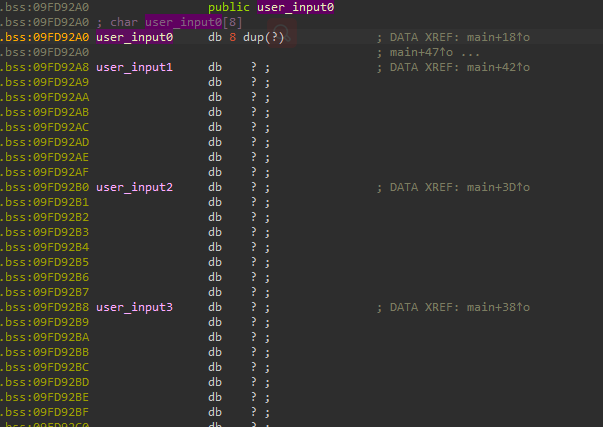 .bss:09FD92A0 public user_input0
.bss:09FD92A0 ; char user_input0[8]
.bss:09FD92A0 user_input0 db 8 dup(?) ; DATA XREF: main+18↑o
.bss:09FD92A0 ; main+47↑o ...
.bss:09FD92A8 user_input1 db ? ; ; DATA XREF: main+42↑o
.bss:09FD92A9 db ? ;
.bss:09FD92AA db ? ;
.bss:09FD92AB db ? ;
.bss:09FD92AC db ? ;
.bss:09FD92AD db ? ;
.bss:09FD92AE db ? ;
.bss:09FD92AF db ? ;
.bss:09FD92B0 user_input2 db ? ; ; DATA XREF: main+3D↑o
.bss:09FD92B1 db ? ;
.bss:09FD92B2 db ? ;
.bss:09FD92B3 db ? ;
.bss:09FD92B4 db ? ;
.bss:09FD92B5 db ? ;
.bss:09FD92B6 db ? ;
.bss:09FD92B7 db ? ;
.bss:09FD92B8 user_input3 db ? ; ; DATA XREF: main+38↑o
.bss:09FD92B9 db ? ;
.bss:09FD92BA db ? ;
.bss:09FD92BB db ? ;
.bss:09FD92BC db ? ;
.bss:09FD92BD db ? ;
.bss:09FD92BE db ? ;
.bss:09FD92BF db ? ;
.bss:09FD92C0 db ? ;